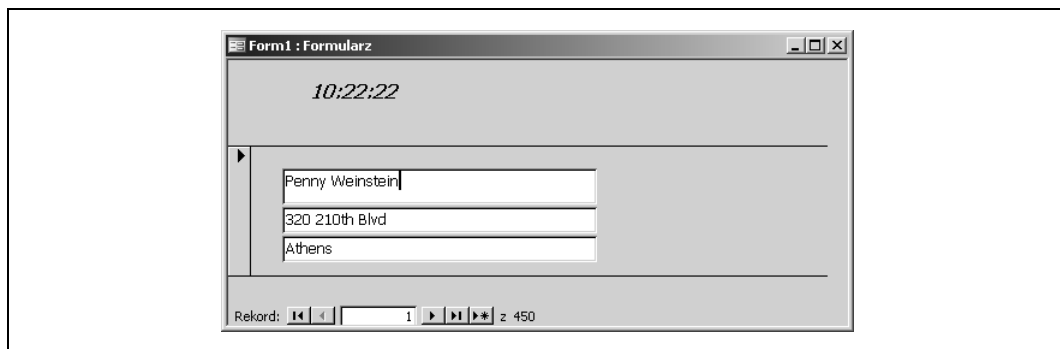 Form1 : Formularz
10:22:22
Penny Weinstein
320 210th Blvd
Athens
Rekord: 1 z 450